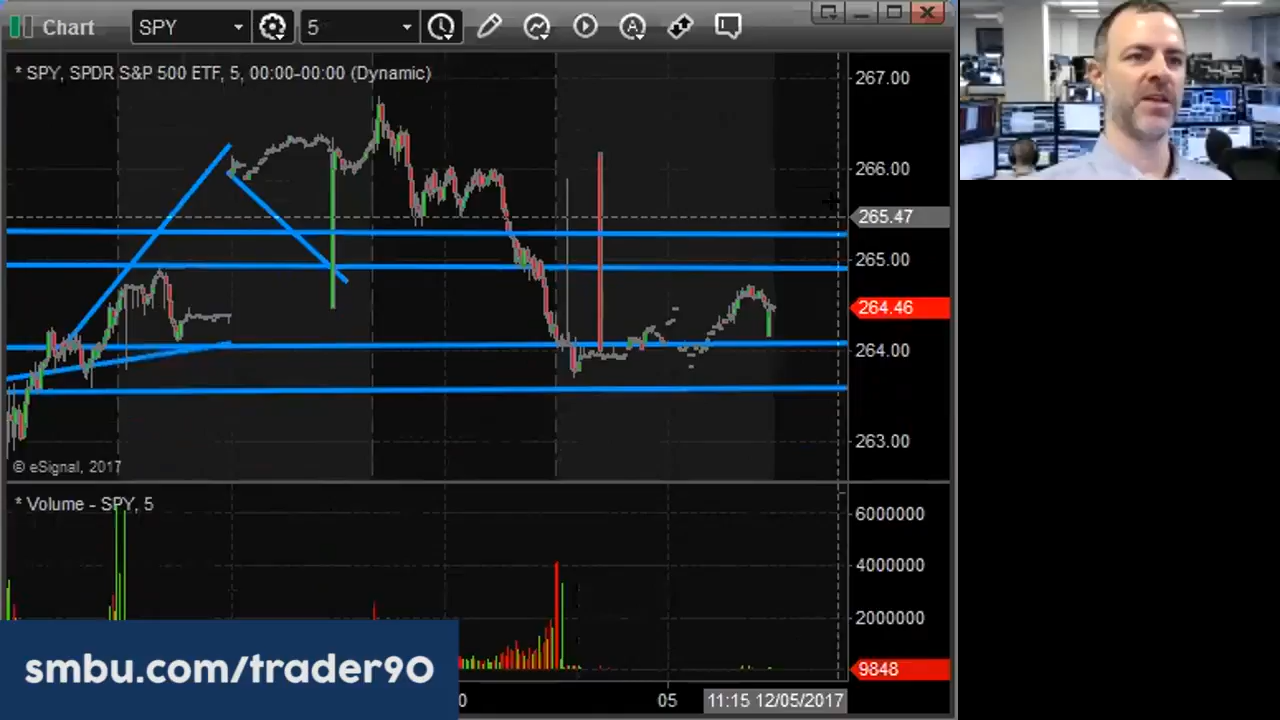 Chart
SPY
5
* SPY, SPDR S&P 500 ETF, 5, 00:00-00:00 (Dynamic)
267.00
266.00
265.47
265.00
264.46
264.00
263.00
© eSignal, 2017
* Volume - SPY, 5
6000000
4000000
2000000
9848
0
05
11:15 12/05/2017
smbu.com/trader90